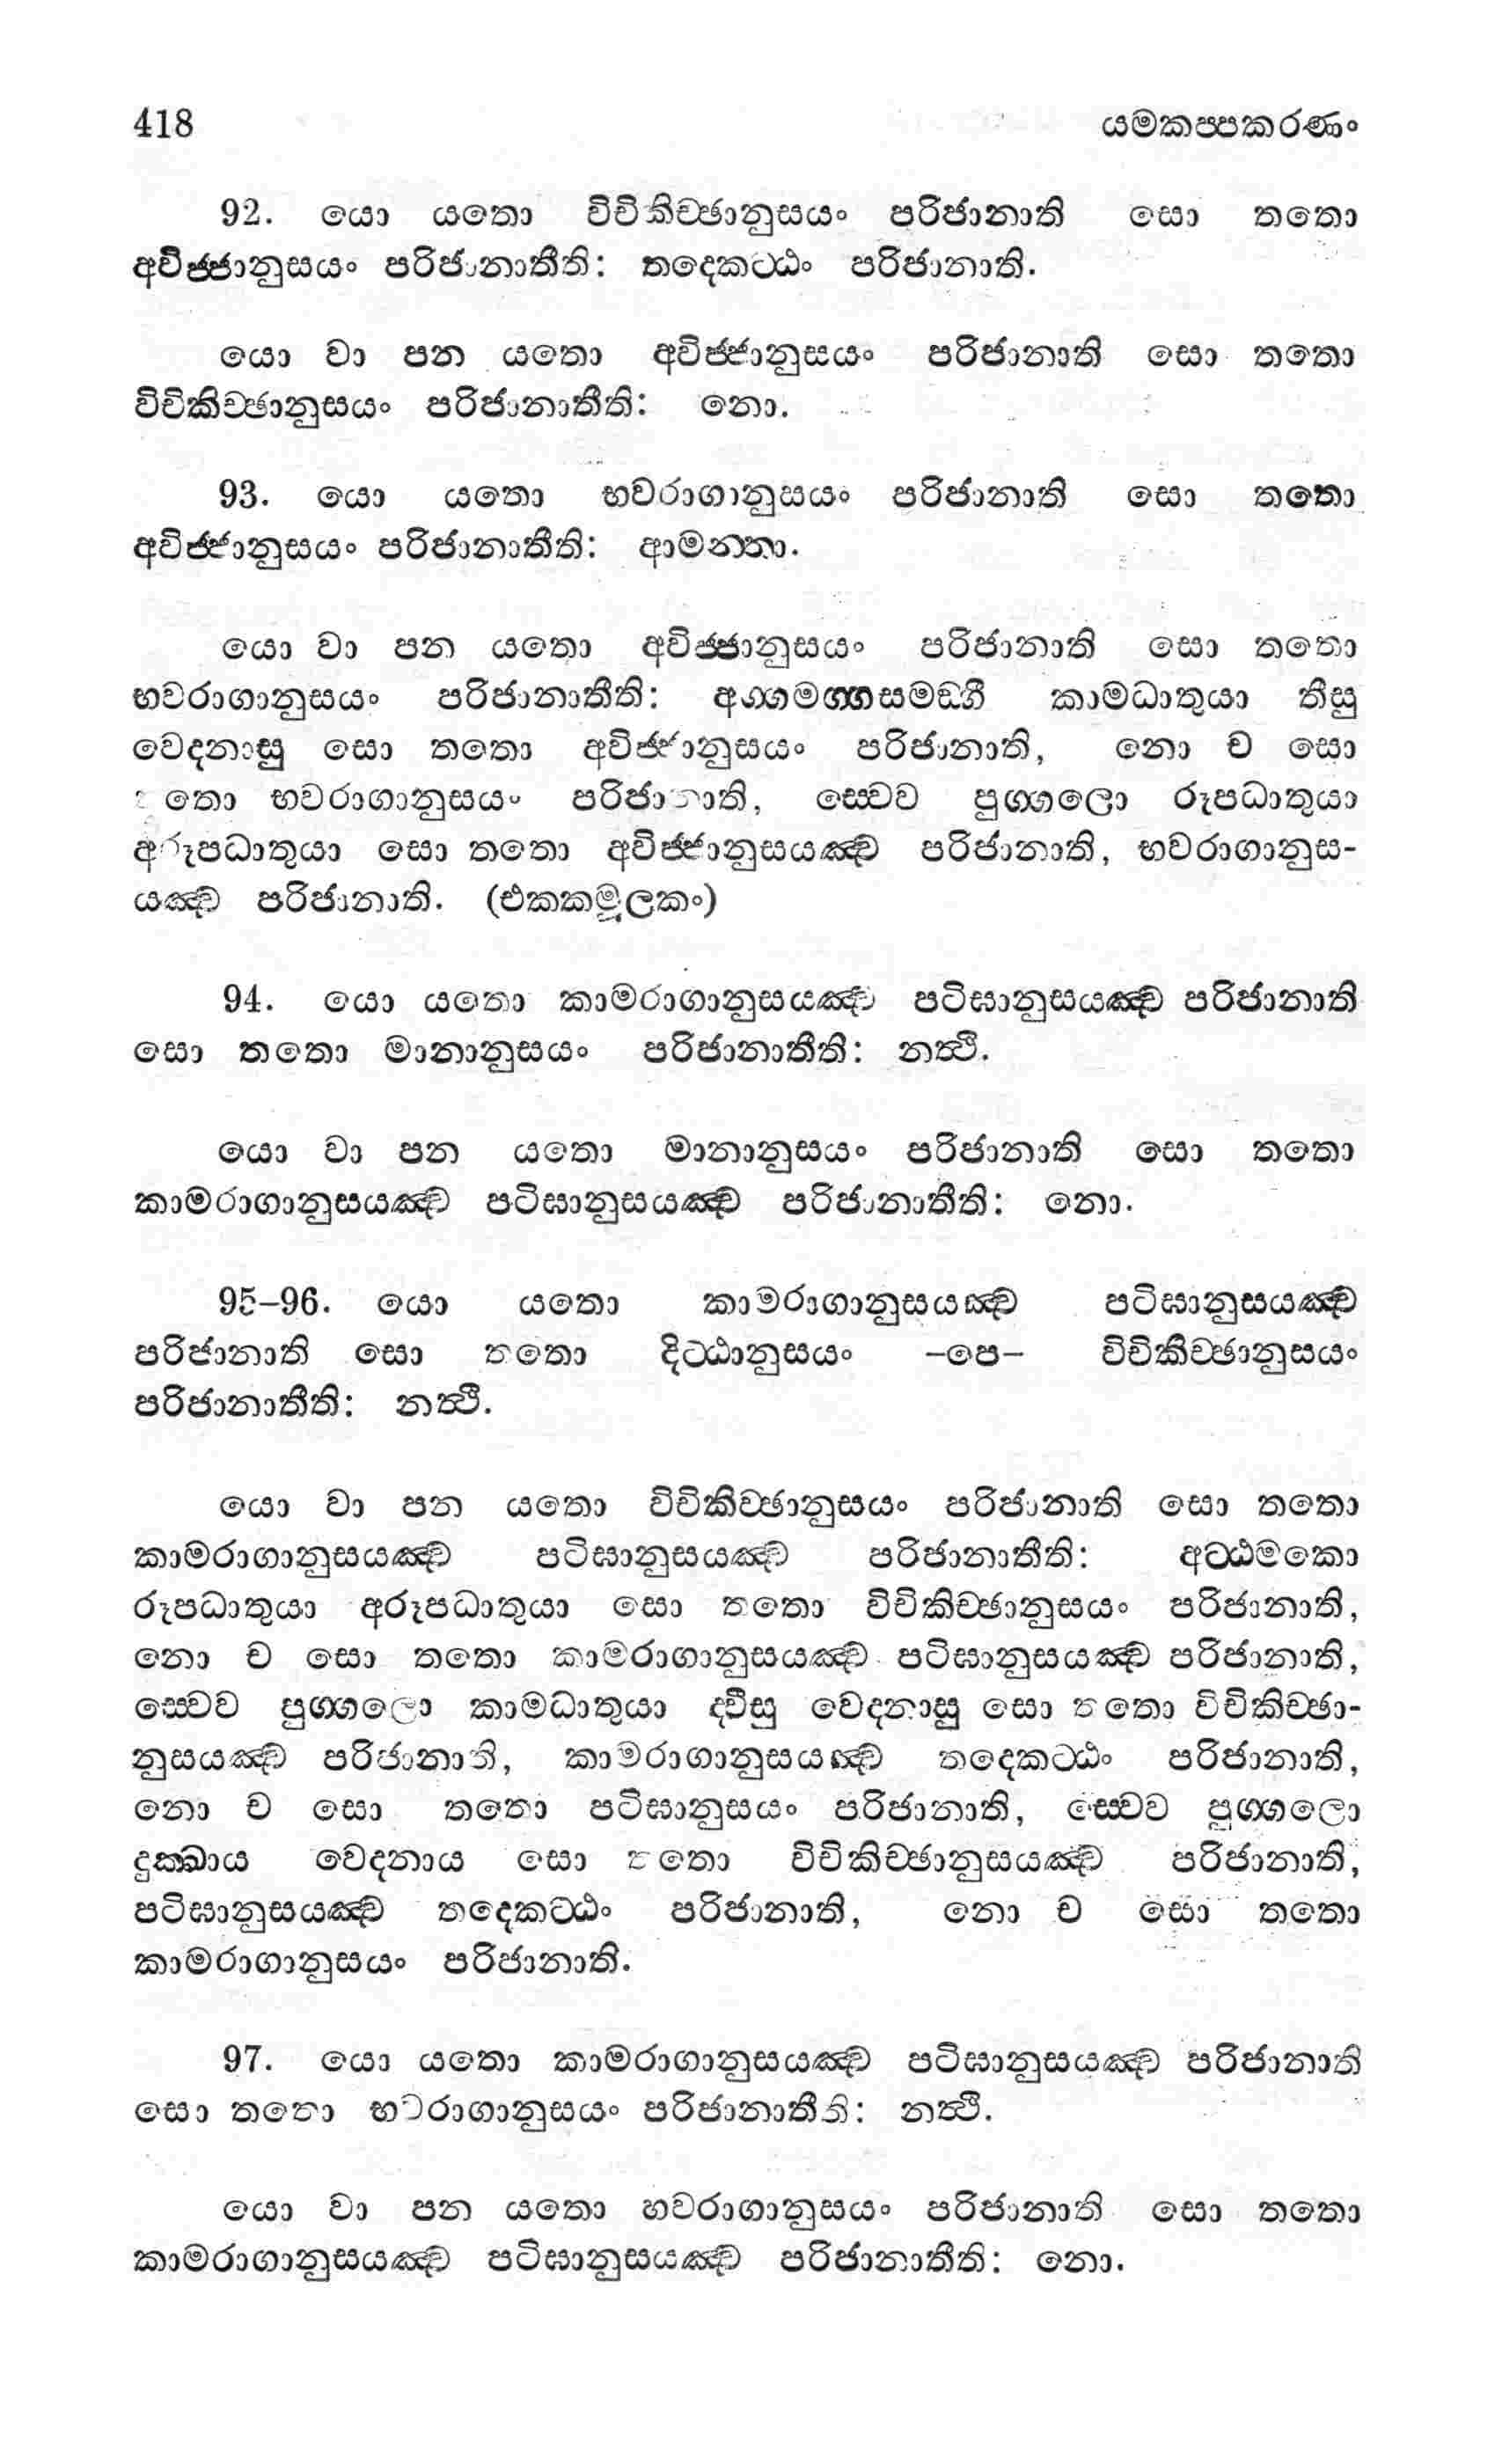 418 යමකප්පකරණං
92. යො යතො විචිකිච්ඡානුසයං පරිජානාති සො තතො
අවිජ්ජානුසයං පරිජානාතීති: තදෙකට්ඨං පරිජානාති.
යො වා පන යතො අවිජ්ජානුසයං පරිජානාති සො තතො
විචිකිච්ඡානුසයං පරිජානාතීති: නො.
93. යො යතො භවරාගානුසයං පරිජානාති සො තතො
අවිජ්ජානුසයං පරිජානාතීති: ආමන්තා.
යො වා පන යතො අවිජ්ජානුසයං පරිජානාති සො තතො
භවරාගානුසයං පරිජානාතීති: අග්ගමග්ගසමඞ්ගී කාමධාතුයා තීසු
වෙදනාසු සො තතො අවිජ්ජානුසයං පරිජානාති, නො ච සො
තතො භවරාගානුසයං පරිජානාති, ස්වෙව පුග්ගලො රූපධාතුයා
අරූපධාතුයා සො තතො අවිජ්ජානුසයඤ්ච පරිජානාති, භවරාගානුස-
යඤ්ච පරිජානාති. (එකකමූලකං)
94. යො යතො කාමරාගානුසයඤ්ච පටිඝානුසයඤ්ච පරිජානාති
සො තතො මානානුසයං පරිජානාතීති: නත්ථි.
යො වා පන යතො මානානුසයං පරිජානාති සො තතො
කාමරාගානුසයඤ්ච පටිඝානුසයඤ්ච පරිජානාතීති: නො.
95–96. යො යතො කාමරාගානුසයඤ්ච පටිඝානුසයඤ්ච
පරිජානාති සො තතො දිට්ඨානුසයං –පෙ– විචිකිච්ඡානුසයං
පරිජානාතීති: නත්ථි.
යො වා පන යතො විචිකිච්ඡානුසයං පරිජානාති සො තතො
කාමරාගානුසයඤ්ච පටිඝානුසයඤ්ච පරිජානාතීති: අට්ඨමකො
රූපධාතුයා අරූපධාතුයා සො තතො විචිකිච්ඡානුසයං පරිජානාති,
නො ච සො තතො කාමරාගානුසයඤ්ච පටිඝානුසයඤ්ච පරිජානාති,
ස්වෙව පුග්ගලො කාමධාතුයා ද්වීසු වෙදනාසු සො තතො විචිකිච්ඡා-
නුසයඤ්ච පරිජානාති, කාමරාගානුසයඤ්ච තදෙකට්ඨං පරිජානාති,
නො ච සො තතො පටිඝානුසයං පරිජානාති, ස්වෙව පුග්ගලො
දුක්ඛාය වෙදනාය සො තතො විචිකිච්ඡානුසයඤ්ච පරිජානාති,
පටිඝානුසයඤ්ච තදෙකට්ඨං පරිජානාති, නො ච සො තතො
කාමරාගානුසයං පරිජානාති.
97. යො යතො කාමරාගානුසයඤ්ච පටිඝානුසයඤ්ච පරිජානාති
සො තතො භවරාගානුසයං පරිජානාතීති: නත්ථි.
යො වා පන යතො හවරාගානුසයං පරිජානාති සො තතො
කාමරාගානුසයඤ්ච පටිඝානුසයඤ්ච පරිජානාතීති: නො.